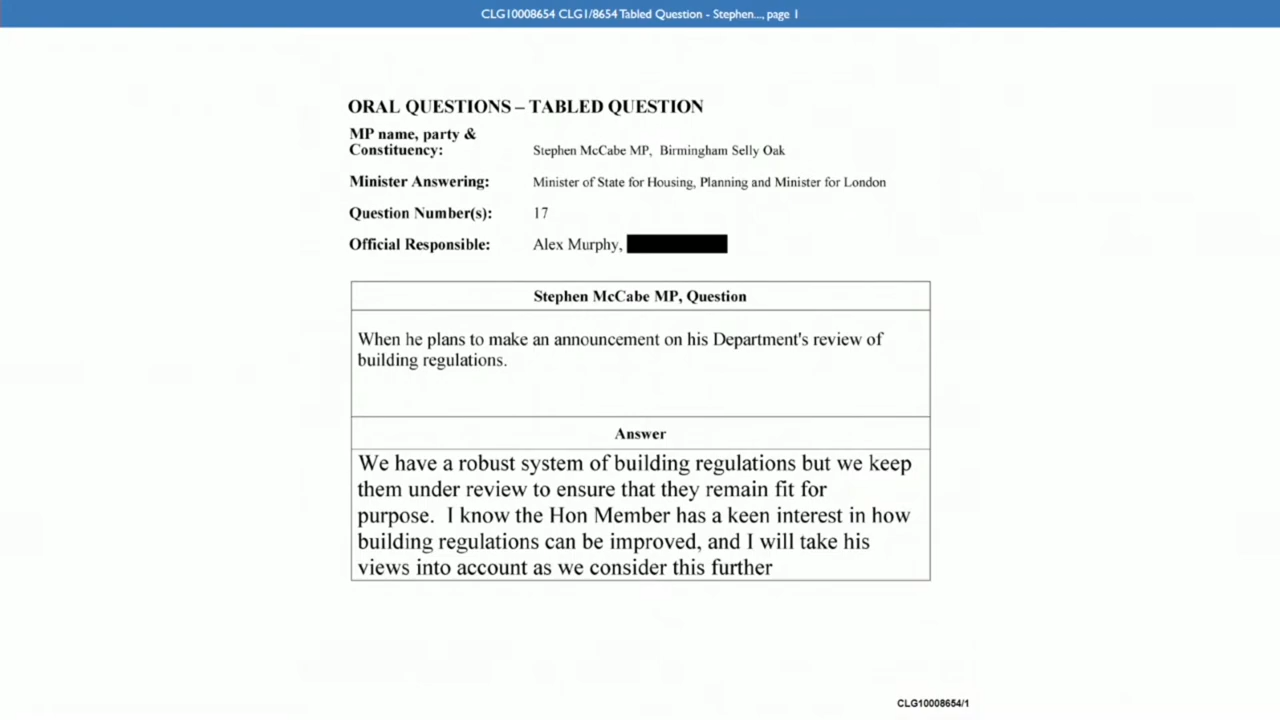 CLG10008654 CLG1/8654 Tabled Question - Stephen..., page 1
ORAL QUESTIONS – TABLED QUESTION
MP name, party &
Constituency: Stephen McCabe MP, Birmingham Selly Oak
Minister Answering: Minister of State for Housing, Planning and Minister for London
Question Number(s): 17
Official Responsible: Alex Murphy,
Stephen McCabe MP, Question
When he plans to make an announcement on his Department's review of
building regulations.
Answer
We have a robust system of building regulations but we keep
them under review to ensure that they remain fit for
purpose. I know the Hon Member has a keen interest in how
building regulations can be improved, and I will take his
views into account as we consider this further
CLG10008654/1